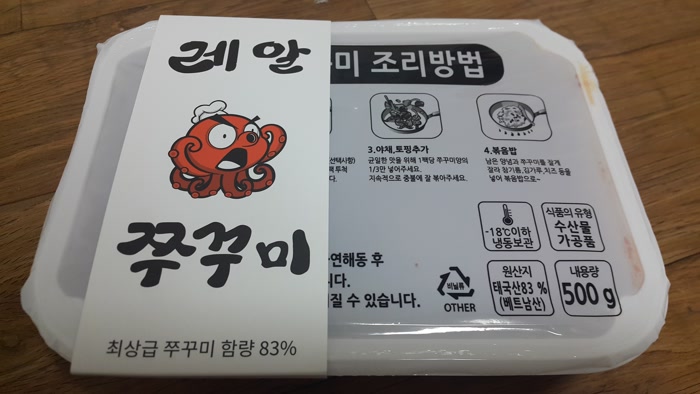 레알
쭈꾸미
최상급 쭈꾸미 함량 83%
미 조리방법
3.야채,토핑추가
균일한 맛을 위해 1팩당 쭈꾸미양의
1/3만 넣어주세요.
지속적으로 중불에 잘 볶아주세요.
4.볶음밥
남은 양념과 쭈꾸미를 잘게
잘라 참기름,김가루,치즈 등을
넣어 볶음밥으로~
연해동 후
니다.
질 수 있습니다.
비닐류
OTHER
-18℃이하
냉동보관
식품의 유형
수산물
가공품
원산지
태국산83 %
(베트남산)
내용량
500 g